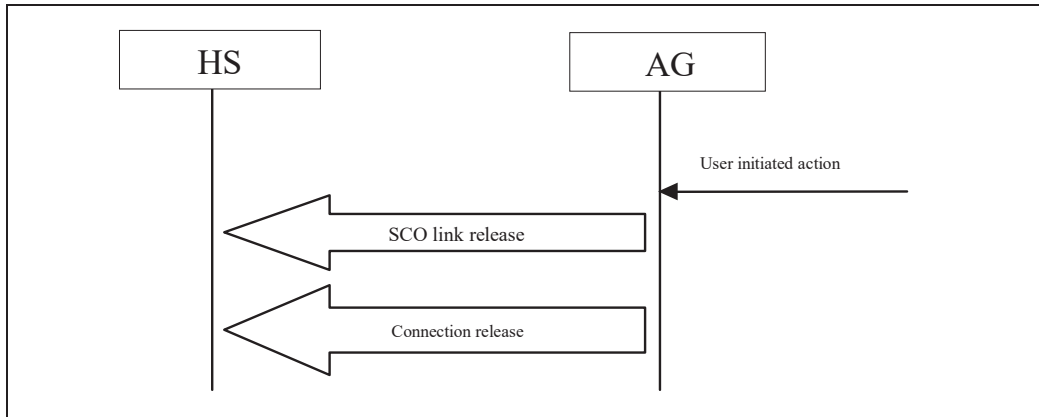 HS
AG
User initiated action
SCO link release
Connection release